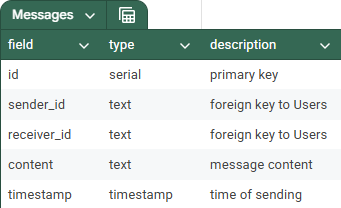 Messages
field type description
id serial primary key
sender_id text foreign key to Users
receiver_id text foreign key to Users
content text message content
timestamp timestamp time of sending